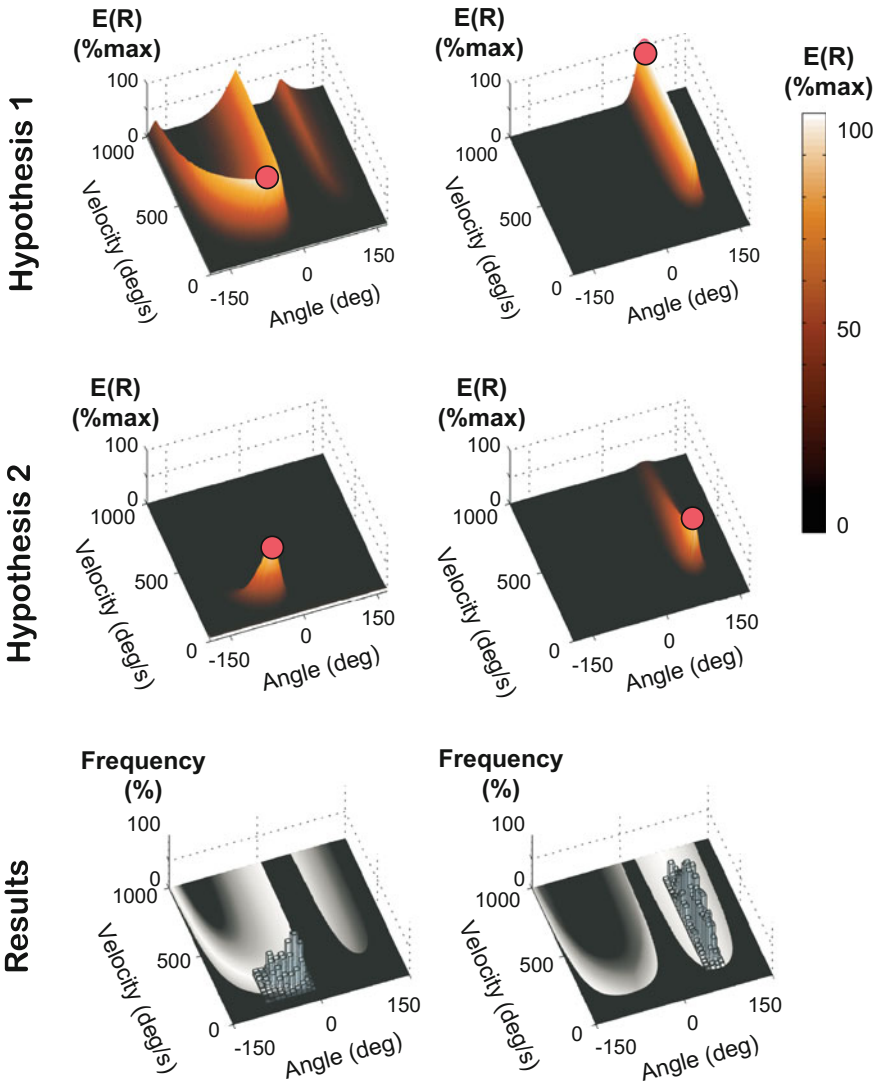 Hypothesis 1
E(R)
(%max)
100
0
1000
500
0
Velocity (deg/s)
-150
0
150
Angle (deg)
E(R)
(%max)
100
0
1000
500
0
Velocity (deg/s)
-150
0
150
Angle (deg)
E(R)
(%max)
100
50
0
Hypothesis 2
E(R)
(%max)
100
0
1000
500
0
Velocity (deg/s)
-150
0
150
Angle (deg)
E(R)
(%max)
100
0
1000
500
0
Velocity (deg/s)
-150
0
150
Angle (deg)
Results
Frequency
(%)
100
0
1000
500
0
Velocity (deg/s)
-150
0
150
Angle (deg)
Frequency
(%)
100
0
1000
500
0
Velocity (deg/s)
-150
0
150
Angle (deg)